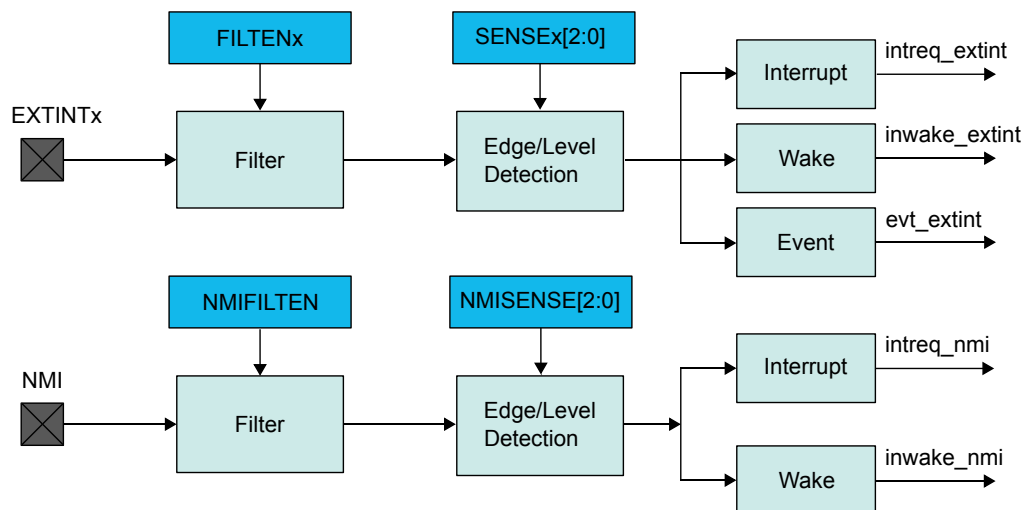 FILTENx
SENSEx[2:0]
intreq_extint
EXTINTx
Interrupt
Filter
Edge/Level
Detection
inwake_extint
Wake
evt_extint
Event
NMIFILTEN
NMISENSE[2:0]
intreq_nmi
NMI
Interrupt
Filter
Edge/Level
Detection
inwake_nmi
Wake